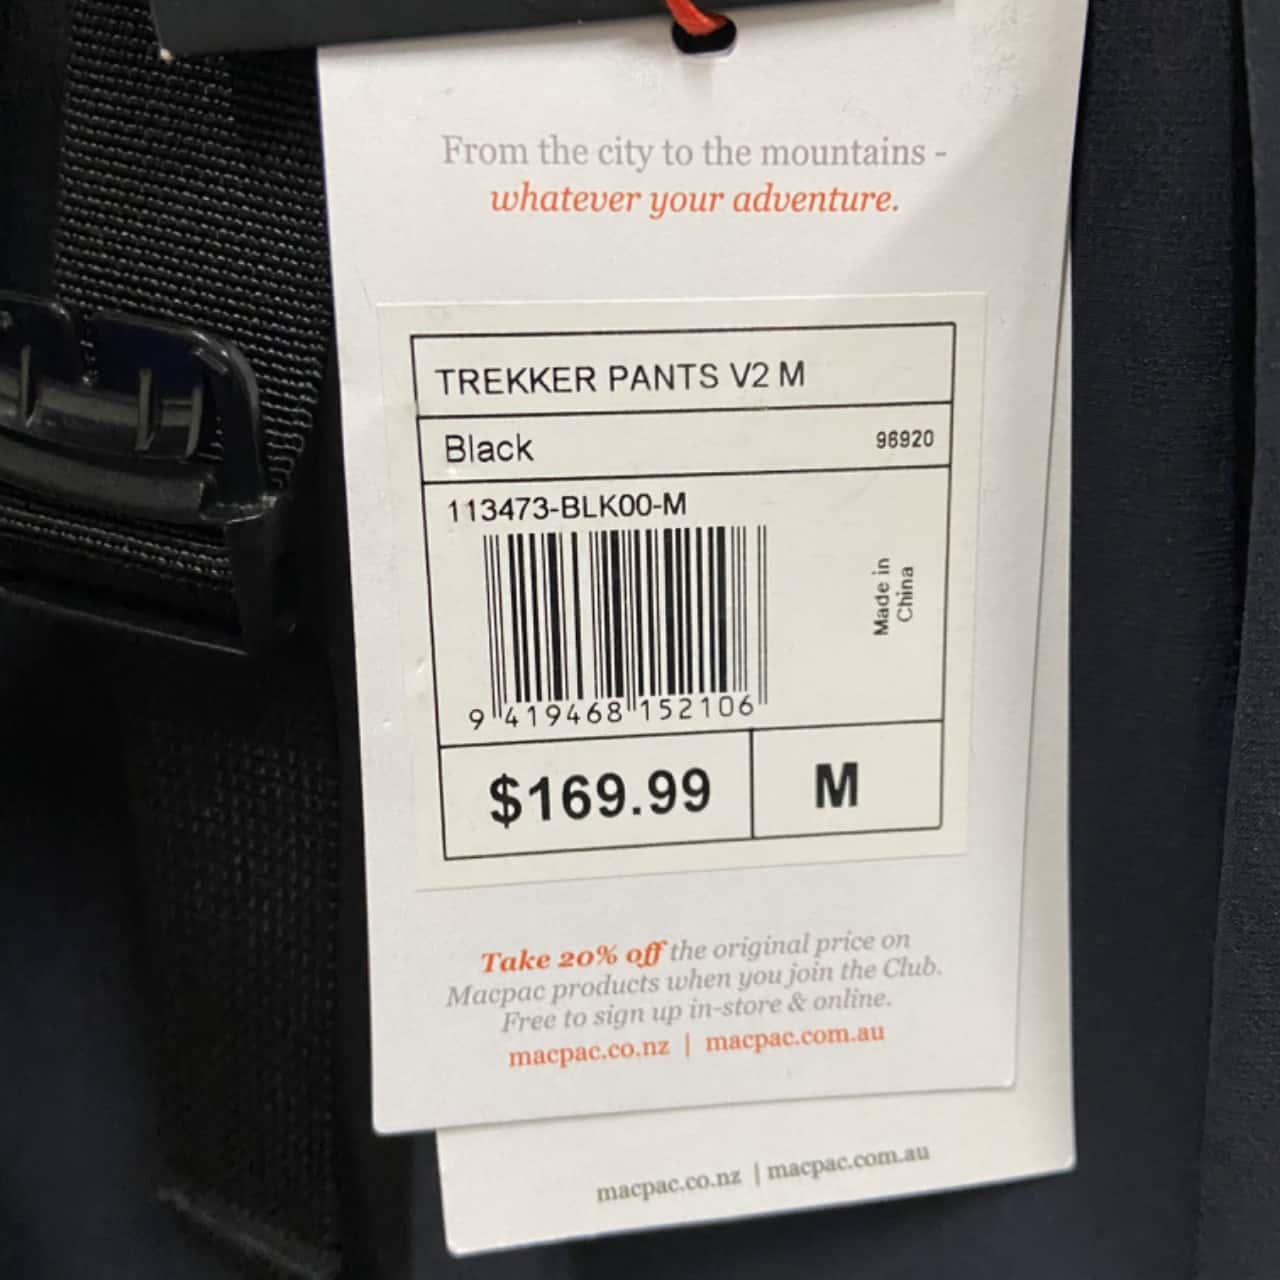 From the city to the mountains -
whatever your adventure.
TREKKER PANTS V2 M
Black 96920
113473-BLK00-M
Made in
China
9 419468 152106
$169.99 M
Take 20% off the original price on
Macpac products when you join the Club.
Free to sign up in-store & online.
macpac.co.nz | macpac.com.au
macpac.co.nz | macpac.com.au